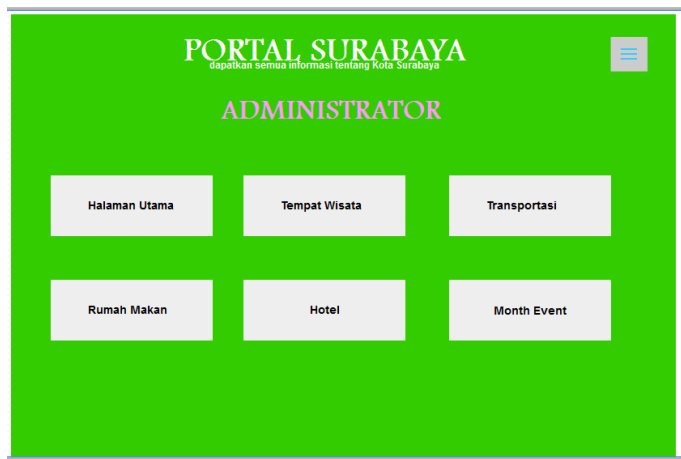 PORTAL SURABAYA
dapatkan semua informasi tentang Kota Surabaya
ADMINISTRATOR
Halaman Utama
Tempat Wisata
Transportasi
Rumah Makan
Hotel
Month Event